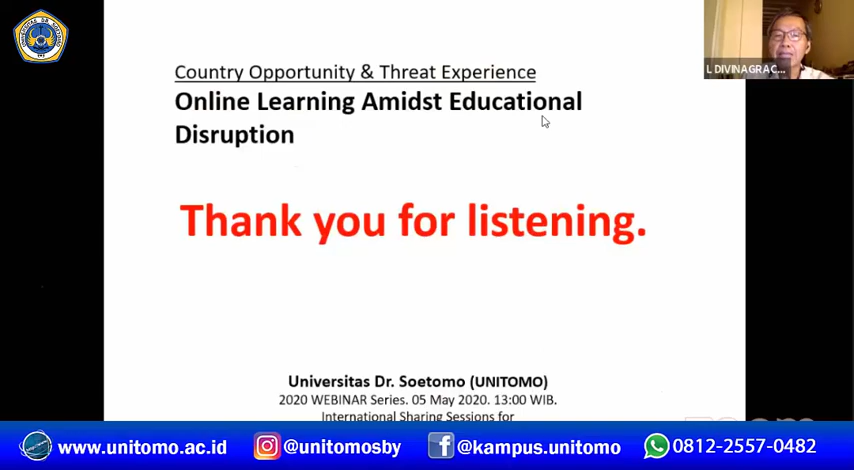 L DIVINAGRAC...
Country Opportunity & Threat Experience
Online Learning Amidst Educational
Disruption
Thank you for listening.
Universitas Dr. Soetomo (UNITOMO)
2020 WEBINAR Series. 05 May 2020. 13:00 WIB.
International Sharing Sessions for
www.unitomo.ac.id
@unitomosby
@kampus.unitomo
0812-2557-0482